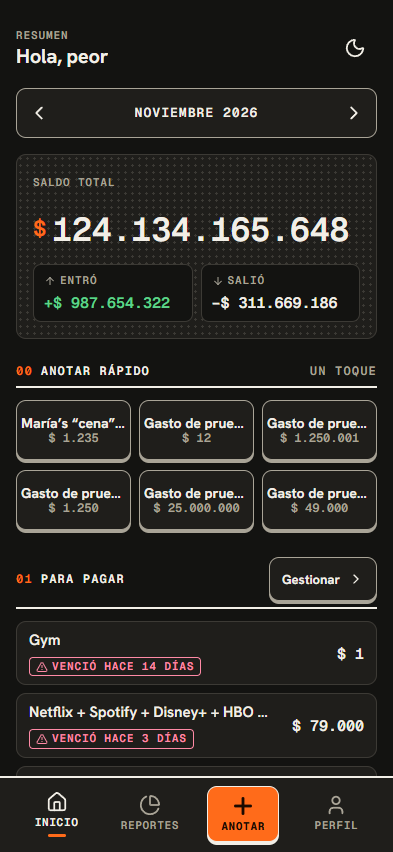 RESUMEN
Hola, peor
NOVIEMBRE 2026
SALDO TOTAL
$ 124.134.165.648
ENTRÓ
+$ 987.654.322
SALIÓ
−$ 311.669.186
00 ANOTAR RÁPIDO
UN TOQUE
María’s “cena”…
$ 1.235
Gasto de prue…
$ 12
Gasto de prue…
$ 1.250.001
Gasto de prue…
$ 1.250
Gasto de prue…
$ 25.000.000
Gasto de prue…
$ 49.000
01 PARA PAGAR
Gestionar
Gym
VENCIÓ HACE 14 DÍAS
$ 1
Netflix + Spotify + Disney+ + HBO …
VENCIÓ HACE 3 DÍAS
$ 79.000
INICIO
REPORTES
ANOTAR
PERFIL